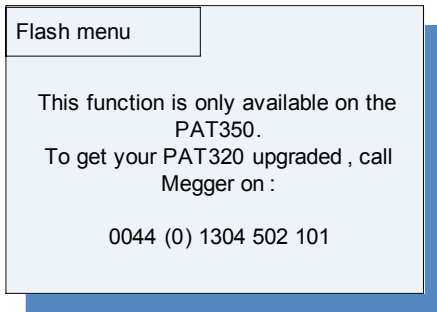 Flash menu
This function is only available on the
PAT350.
To get your PAT320 upgraded , call
Megger on :
0044 (0) 1304 502 101